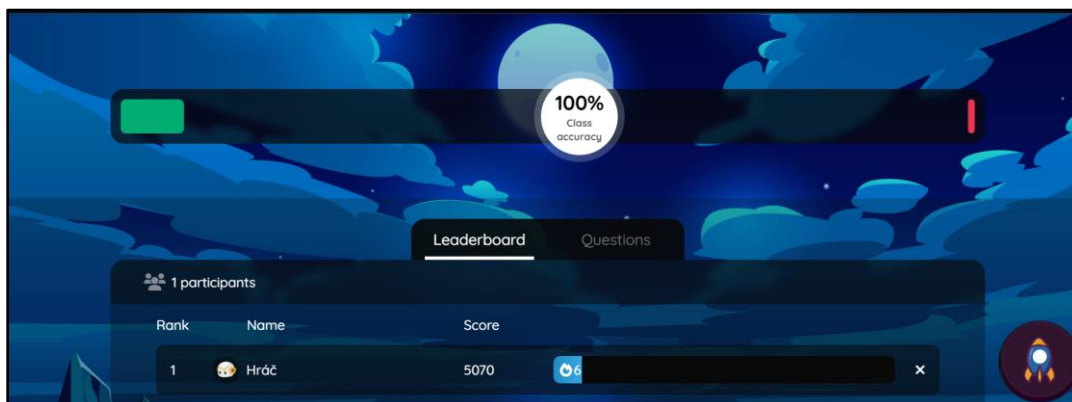 100%
Class
accuracy
Leaderboard Questions
1 participants
Rank Name Score
1 Hráč 5070 6